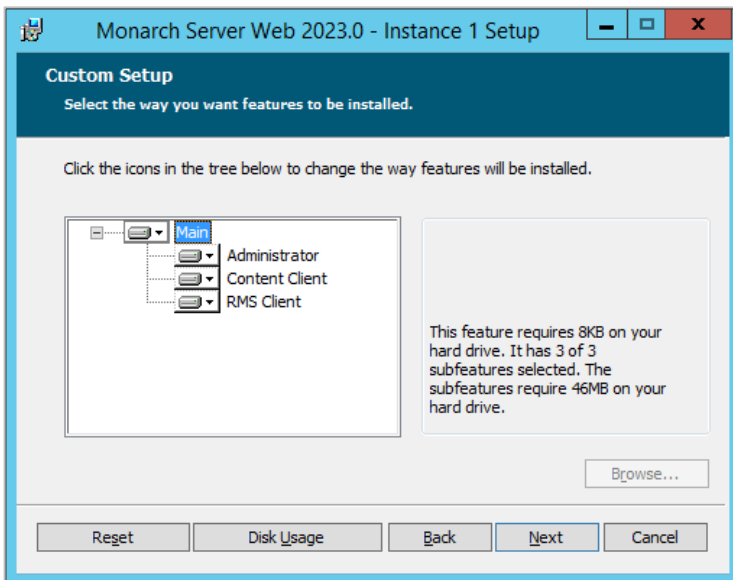 Monarch Server Web 2023.0 - Instance 1 Setup
x
Custom Setup
Select the way you want features to be installed.
Click the icons in the tree below to change the way features will be installed.
Main
Administrator
Content Client
RMS Client
This feature requires 8KB on your
hard drive. It has 3 of 3
subfeatures selected. The
subfeatures require 46MB on your
hard drive.
Browse...
Reset Disk Usage Back Next Cancel